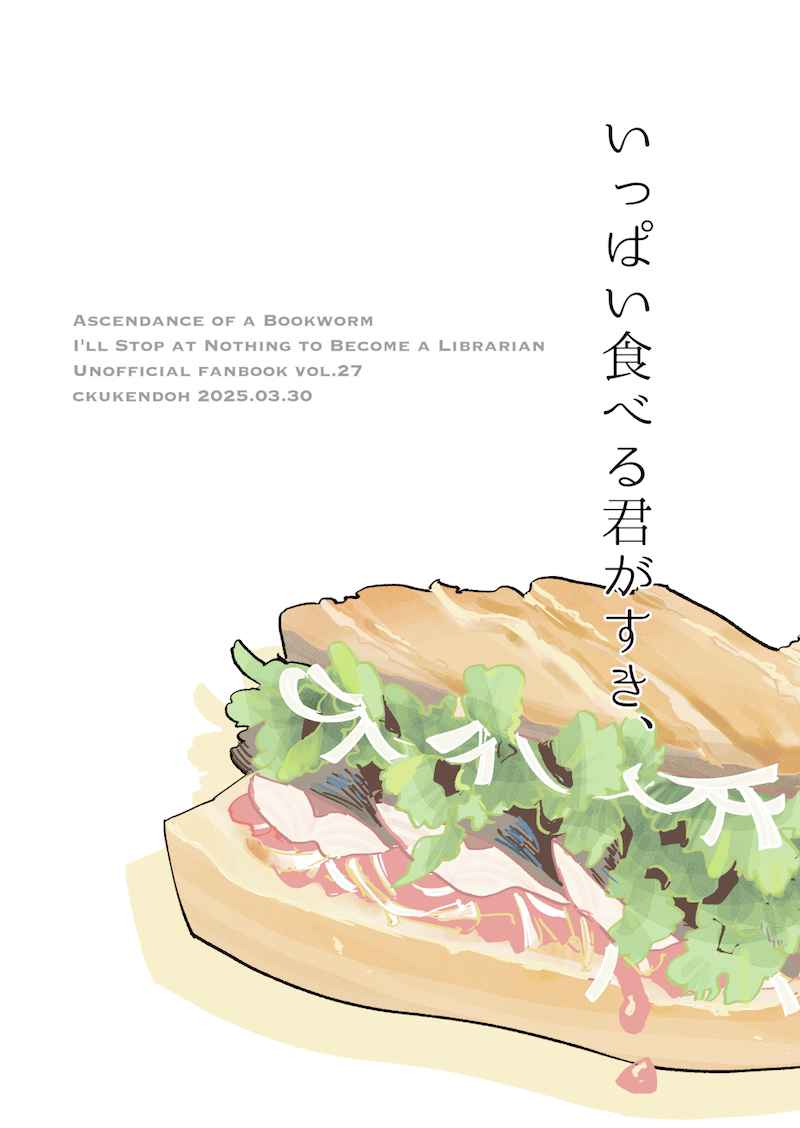 いっぱい食べる君がすき、
Ascendance of a Bookworm
I'll Stop at Nothing to Become a Librarian
Unofficial fanbook vol.27
ckukendoh 2025.03.30